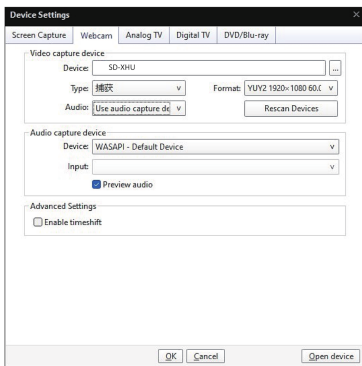 Device Settings
Screen Capture Webcam Analog TV Digital TV DVD/Blu-ray
Video capture device
Device: SD-XHU ...
Type: 捕获 Format: YUY2 1920×1080 60.0
Audio: Use audio capture de Rescan Devices
Audio capture device
Device: WASAPI - Default Device
Input:
Preview audio
Advanced Settings
Enable timeshift
OK Cancel Open device